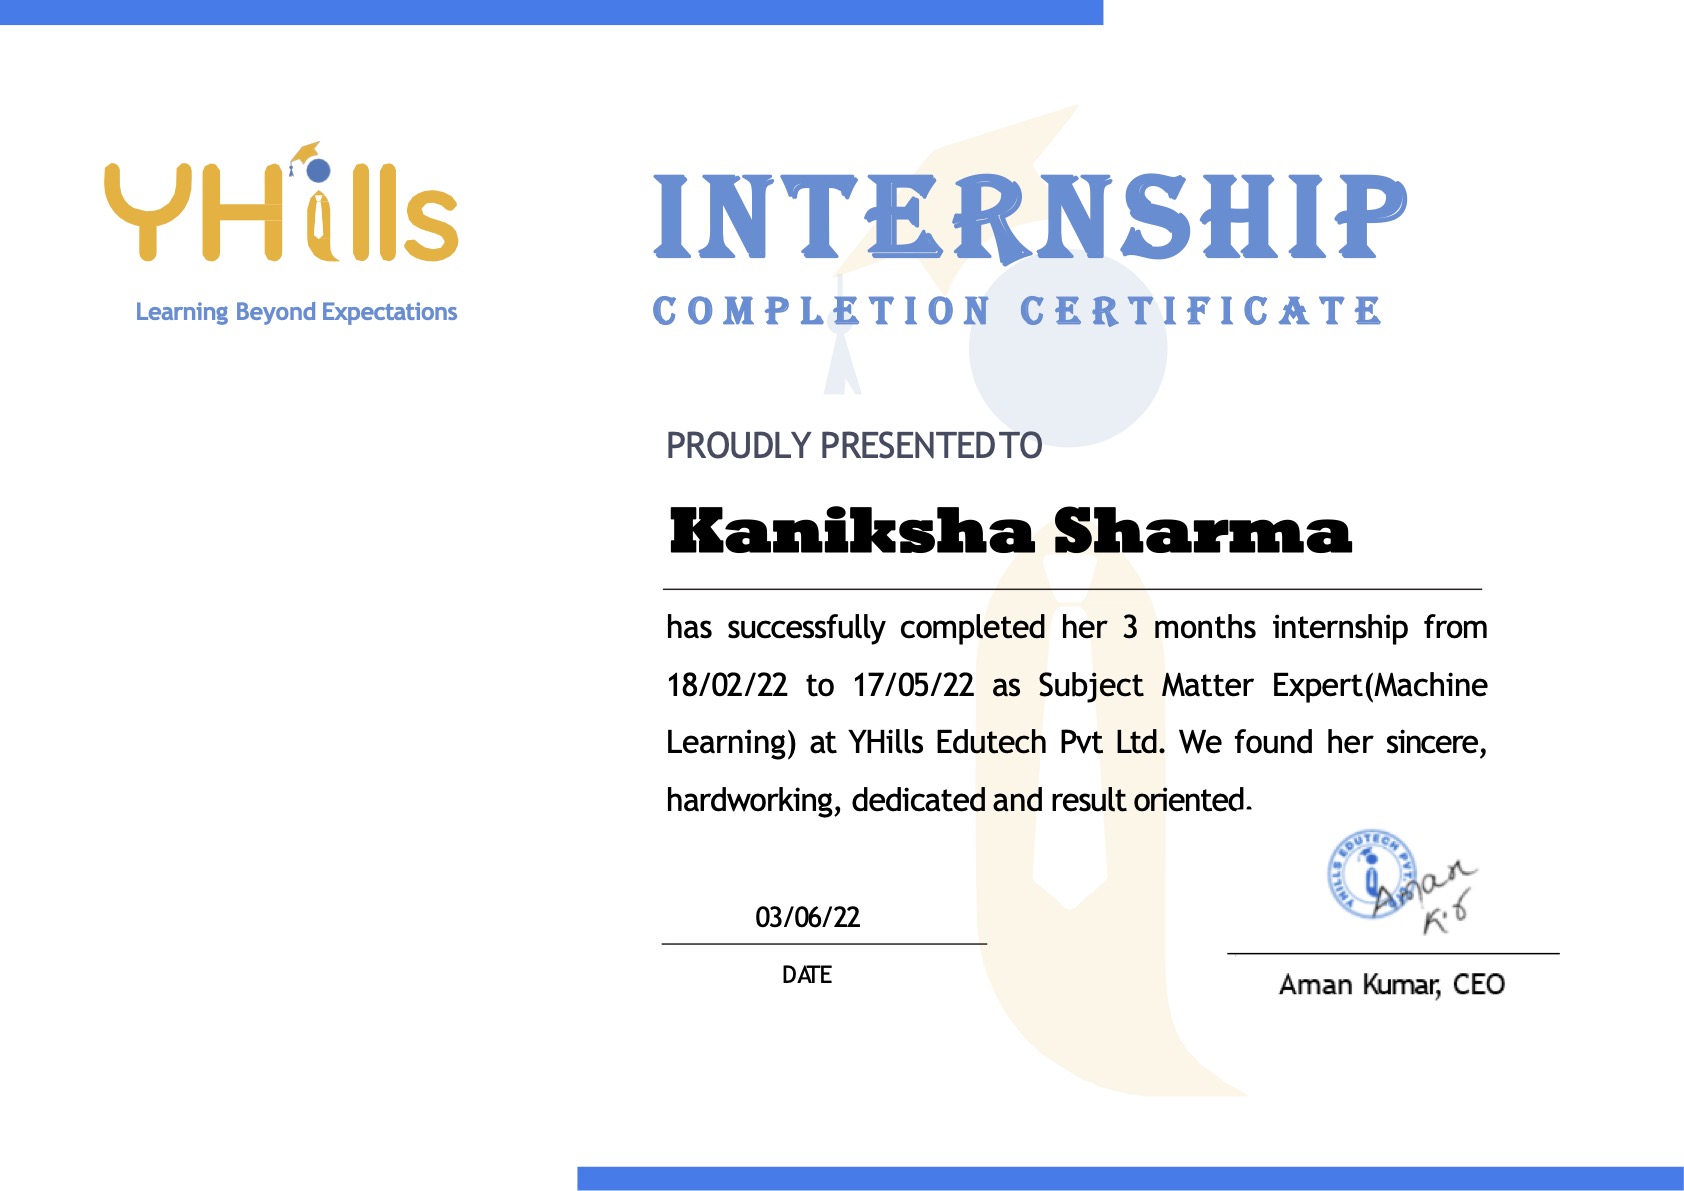 YHills
Learning Beyond Expectations
INTERNSHIP
COMPLETION CERTIFICATE
PROUDLY PRESENTED TO
Kaniksha Sharma
has successfully completed her 3 months internship from
18/02/22 to 17/05/22 as Subject Matter Expert(Machine
Learning) at YHills Edutech Pvt Ltd. We found her sincere,
hardworking, dedicated and result oriented.
YHILLS EDUTECH PVT.
Aman
03/06/22
DATE
Aman Kumar, CEO